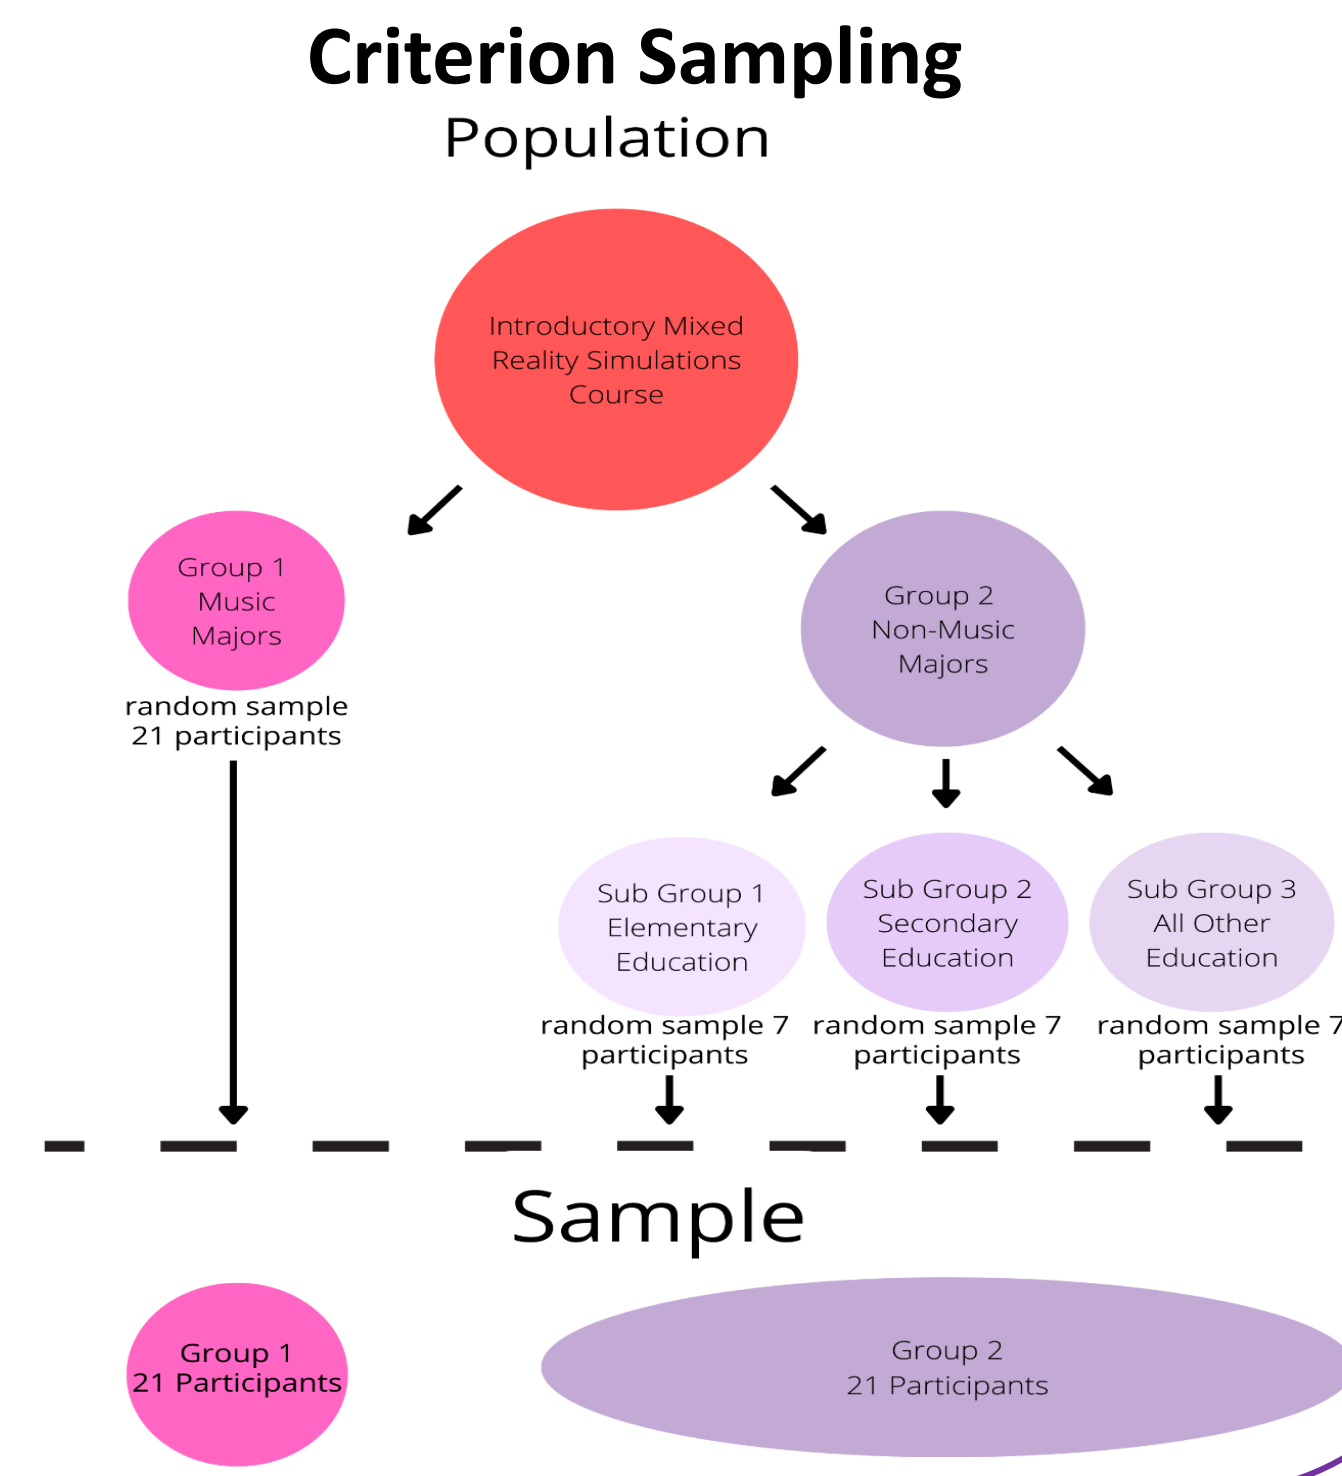 Criterion Sampling
Population
Introductory Mixed
Reality Simulations
Course
Group 1
Music
Majors
random sample
21 participants
Group 2
Non-Music
Majors
Sub Group 1
Elementary
Education
random sample 7
participants
Sub Group 2
Secondary
Education
random sample 7
participants
Sub Group 3
All Other
Education
random sample 7
participants
Sample
Group 1
21 Participants
Group 2
21 Participants